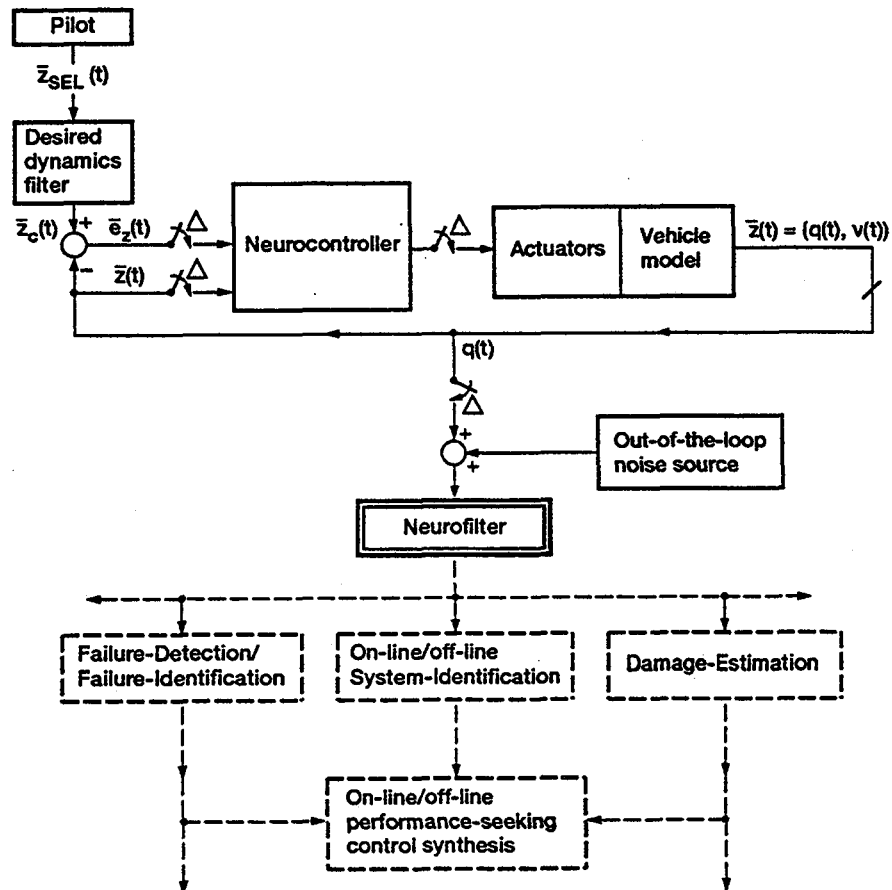 Pilot
z̅SEL (t)
Desired
dynamics
filter
z̅c(t)
+
e̅z(t)
Δ
Neurocontroller
Δ
Actuators
Vehicle
model
z̅(t) = {q(t), v(t)}
-
z̅(t)
Δ
q(t)
Δ
+
+
Out-of-the-loop
noise source
Neurofilter
Failure-Detection/
Failure-Identification
On-line/off-line
System-Identification
Damage-Estimation
On-line/off-line
performance-seeking
control synthesis